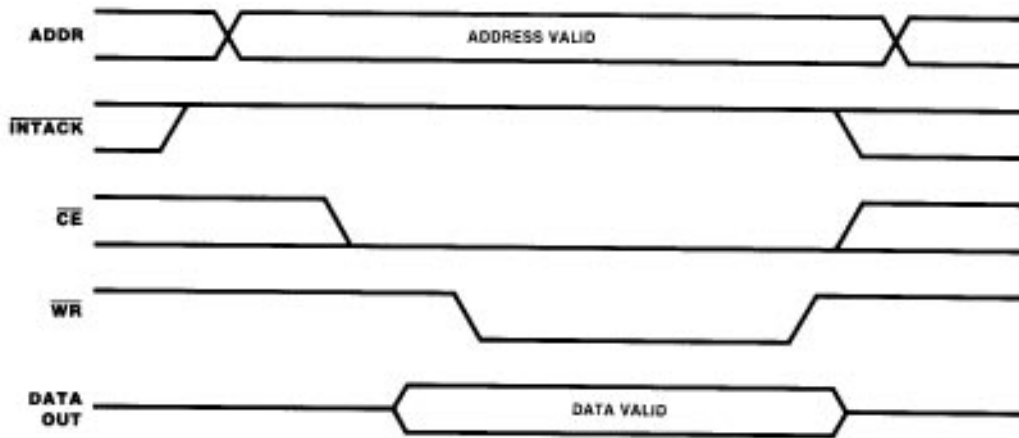 ADDR
ADDRESS VALID
INTACK
CE
WR
DATA
OUT
DATA VALID